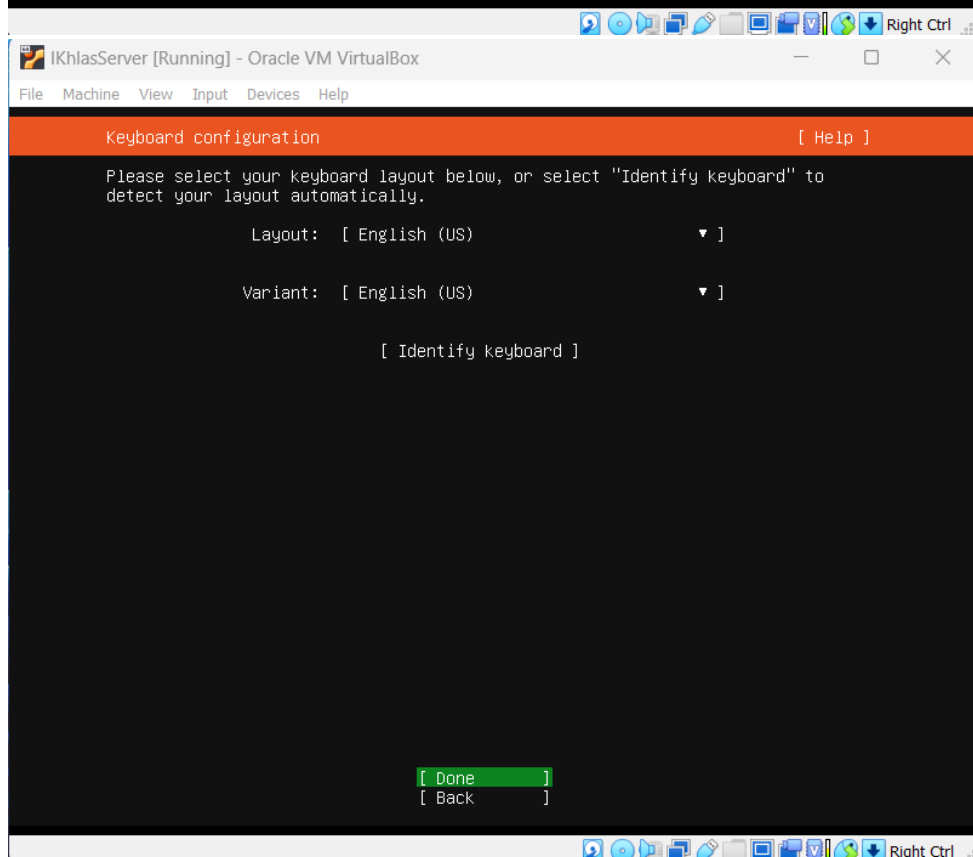 Right Ctrl
IKhlasServer [Running] - Oracle VM VirtualBox
File Machine View Input Devices Help
Keyboard configuration [ Help ]
Please select your keyboard layout below, or select "Identify keyboard" to
detect your layout automatically.
Layout: [ English (US) ▾ ]
Variant: [ English (US) ▾ ]
[ Identify keyboard ]
[ Done ]
[ Back ]
Right Ctrl